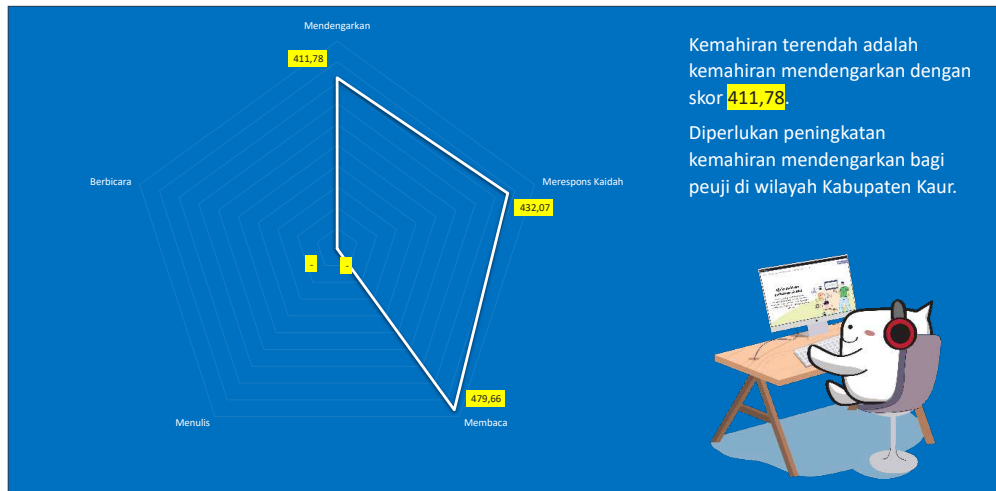 Mendengarkan
411,78
Berbicara
Merespons Kaidah
432,07
-
-
479,66
Menulis
Membaca
Kemahiran terendah adalah
kemahiran mendengarkan dengan
skor 411,78.
Diperlukan peningkatan
kemahiran mendengarkan bagi
peuji di wilayah Kabupaten Kaur.